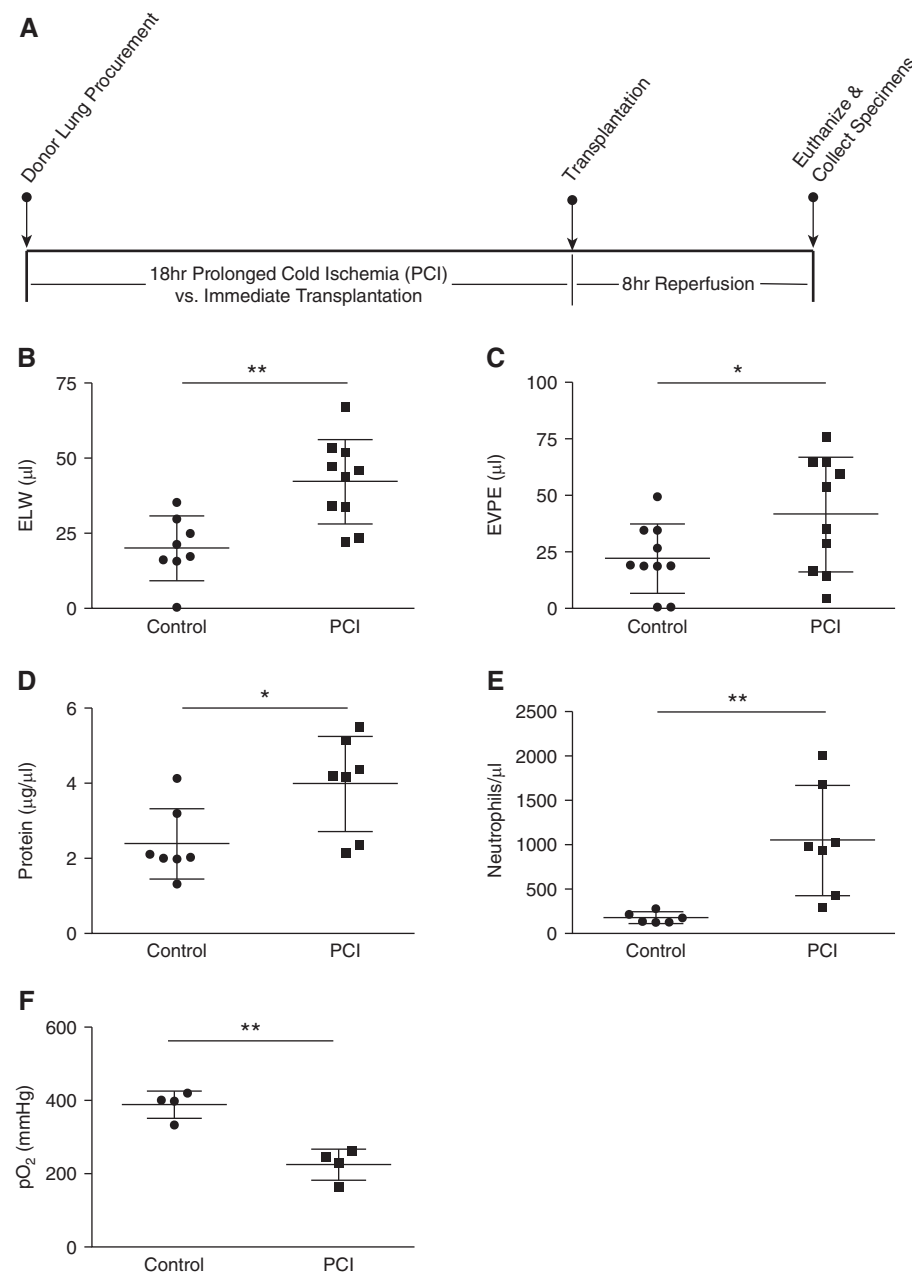 A
Donor Lung Procurement
Transplantation
Euthanize &
Collect Specimens
18hr Prolonged Cold Ischemia (PCI)
vs. Immediate Transplantation
8hr Reperfusion
B
**
75
50
25
0
ELW (μl)
Control
PCI
C
*
100
75
50
25
0
EVPE (μl)
Control
PCI
D
*
6
4
2
0
Protein (μg/μl)
Control
PCI
E
**
2500
2000
1500
1000
500
0
Neutrophils/μl
Control
PCI
F
**
600
400
200
0
pO₂ (mmHg)
Control
PCI